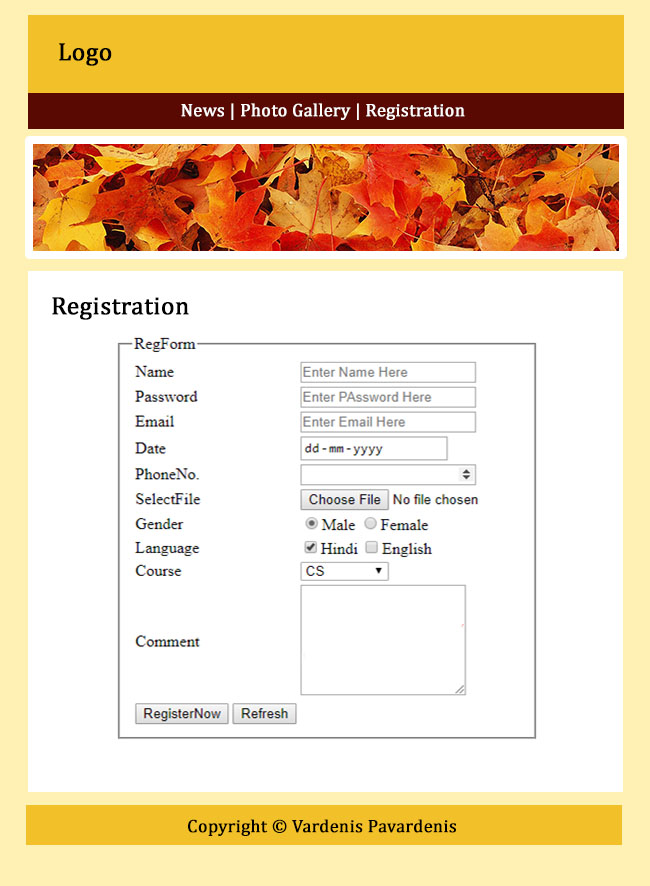 Logo
News | Photo Gallery | Registration
Registration
RegForm
Name Enter Name Here
Password Enter PAssword Here
Email Enter Email Here
Date dd-mm-yyyy
PhoneNo.
SelectFile Choose File No file chosen
Gender Male Female
Language Hindi English
Course CS
Comment
RegisterNow Refresh
Copyright © Vardenis Pavardenis